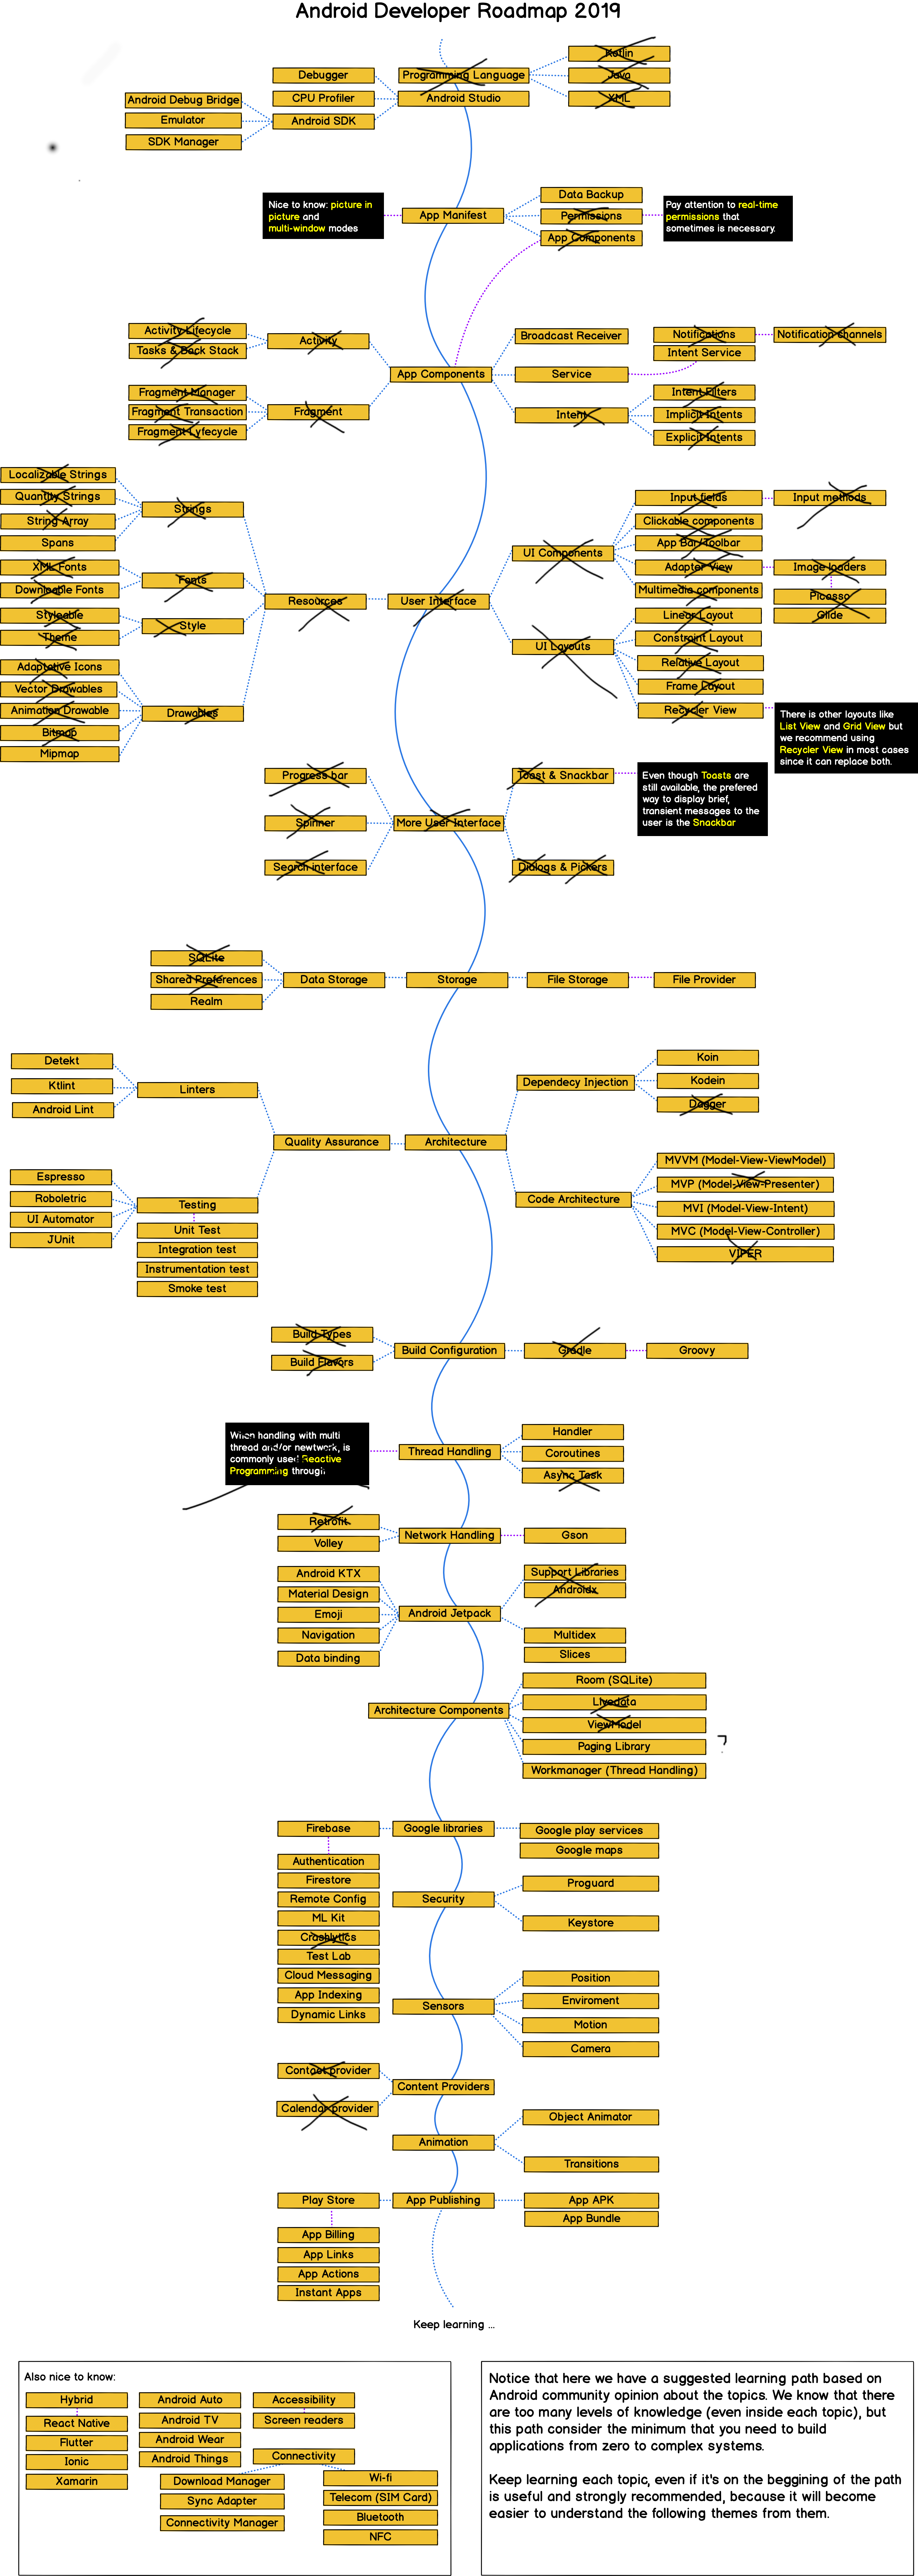 Android Developer Roadmap 2019
Kotlin
Debugger
Programming Language
Java
Android Debug Bridge
CPU Profiler
Android Studio
XML
Emulator
Android SDK
SDK Manager
Data Backup
Nice to know: picture in
picture and
multi-window modes
App Manifest
Permissions
App Components
Pay attention to real-time
permissions that
sometimes is necessary.
Activity Lifecycle
Tasks & Back Stack
Activity
Broadcast Receiver
Notifications
Notification channels
Intent Service
App Components
Service
Fragment Manager
Fragment Transaction
Fragment Lyfecycle
Fragment
Intent
Intent Filters
Implicit Intents
Explicit Intents
Localizable Strings
Quantity Strings
String Array
Spans
Strings
XML Fonts
Downloable Fonts
Fonts
Styleable
Theme
Style
Resources
User Interface
Adaptative Icons
Vector Drawables
Animation Drawable
Bitmap
Mipmap
Drawables
UI Components
Input fields
Input methods
Clickable components
App Bar/Toolbar
Adapter View
Image loaders
Multimedia components
Picasso
Glide
UI Layouts
Linear Layout
Constraint Layout
Relative Layout
Frame Layout
Recycler View
There is other layouts like
List View and Grid View but
we recommend using
Recycler View in most cases
since it can replace both.
Progress bar
Spinner
Search interface
More User Interface
Toast & Snackbar
Dialogs & Pickers
Even though Toasts are
still available, the prefered
way to display brief,
transient messages to the
user is the Snackbar
SQLite
Shared Preferences
Realm
Data Storage
Storage
File Storage
File Provider
Detekt
Ktlint
Android Lint
Linters
Dependecy Injection
Koin
Kodein
Dagger
Quality Assurance
Architecture
Espresso
Roboletric
UI Automator
JUnit
Testing
Unit Test
Integration test
Instrumentation test
Smoke test
Code Architecture
MVVM (Model-View-ViewModel)
MVP (Model-View-Presenter)
MVI (Model-View-Intent)
MVC (Model-View-Controller)
VIPER
Build Types
Build Flavors
Build Configuration
Gradle
Groovy
When handling with multi
thread and/or newtwork, is
commonly used Reactive
Programming through
Thread Handling
Handler
Coroutines
Async Task
Retrofit
Volley
Network Handling
Gson
Android KTX
Material Design
Emoji
Navigation
Data binding
Android Jetpack
Support Libraries
Androidx
Multidex
Slices
Architecture Components
Room (SQLite)
Livedata
ViewModel
Paging Library
Workmanager (Thread Handling)
Firebase
Google libraries
Google play services
Google maps
Authentication
Firestore
Remote Config
ML Kit
Crashlytics
Test Lab
Cloud Messaging
App Indexing
Dynamic Links
Security
Proguard
Keystore
Sensors
Position
Enviroment
Motion
Camera
Contact provider
Calendar provider
Content Providers
Animation
Object Animator
Transitions
Play Store
App Publishing
App APK
App Bundle
App Billing
App Links
App Actions
Instant Apps
Keep learning ...
Also nice to know:
Hybrid
React Native
Flutter
Ionic
Xamarin
Android Auto
Android TV
Android Wear
Android Things
Accessibility
Screen readers
Connectivity
Download Manager
Sync Adapter
Connectivity Manager
Wi-fi
Telecom (SIM Card)
Bluetooth
NFC
Notice that here we have a suggested learning path based on
Android community opinion about the topics. We know that there
are too many levels of knowledge (even inside each topic), but
this path consider the minimum that you need to build
applications from zero to complex systems.
Keep learning each topic, even if it's on the beggining of the path
is useful and strongly recommended, because it will become
easier to understand the following themes from them.